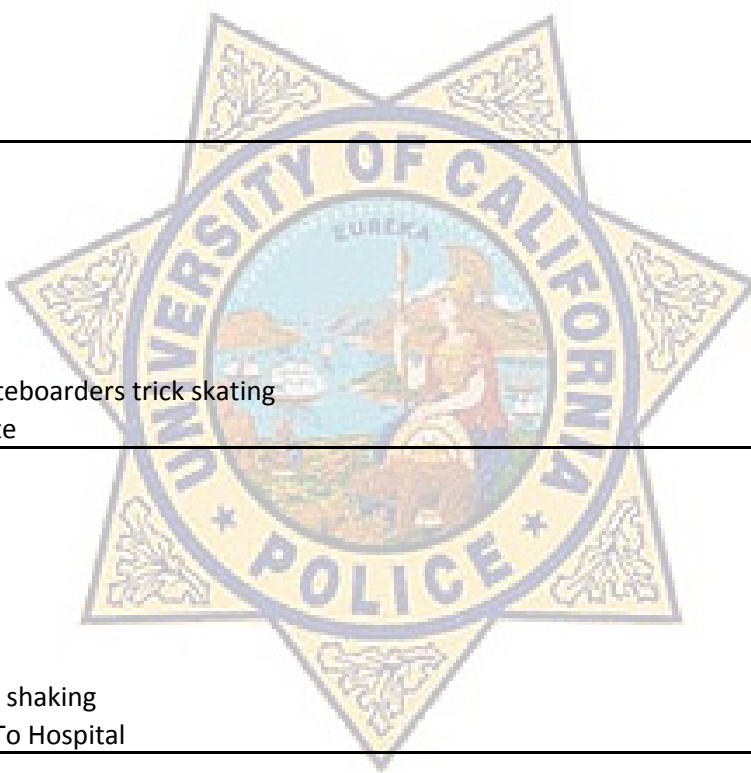 UNIVERSITY OF CALIFORNIA
EUREKA
teboarders trick skating
te
POLICE
shaking
To Hospital